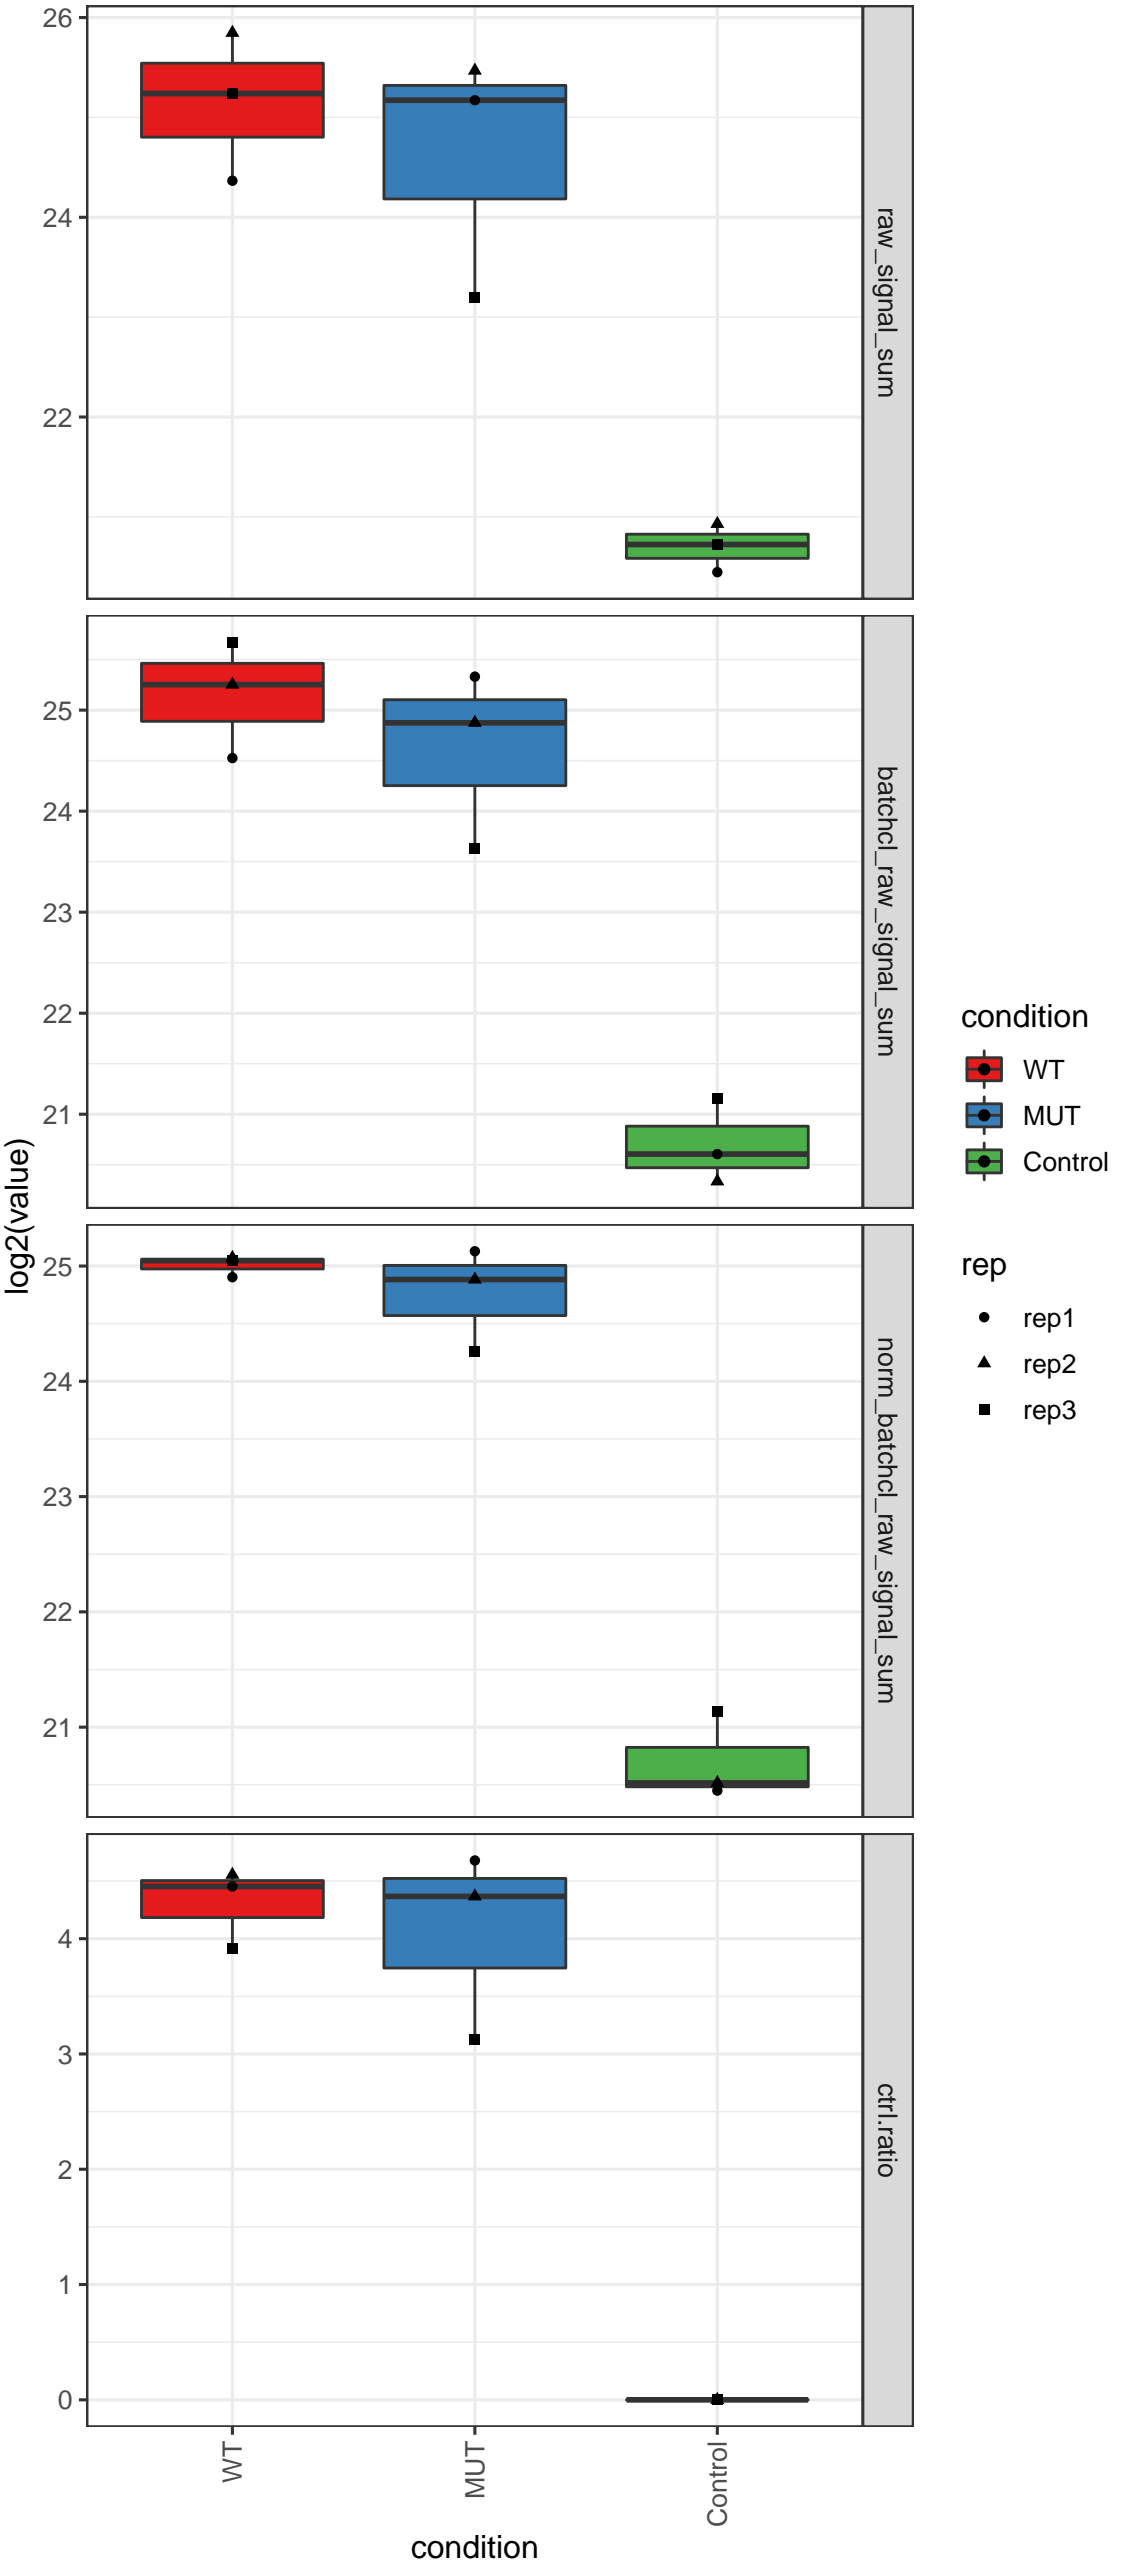 26
24
22
raw_signal_sum
25
24
23
22
21
batchcl_raw_signal_sum
25
24
23
22
21
norm_batchcl_raw_signal_sum
4
3
2
1
0
ctrl.ratio
log2(value)
WT
MUT
Control
condition
condition
WT
MUT
Control
rep
rep1
rep2
rep3